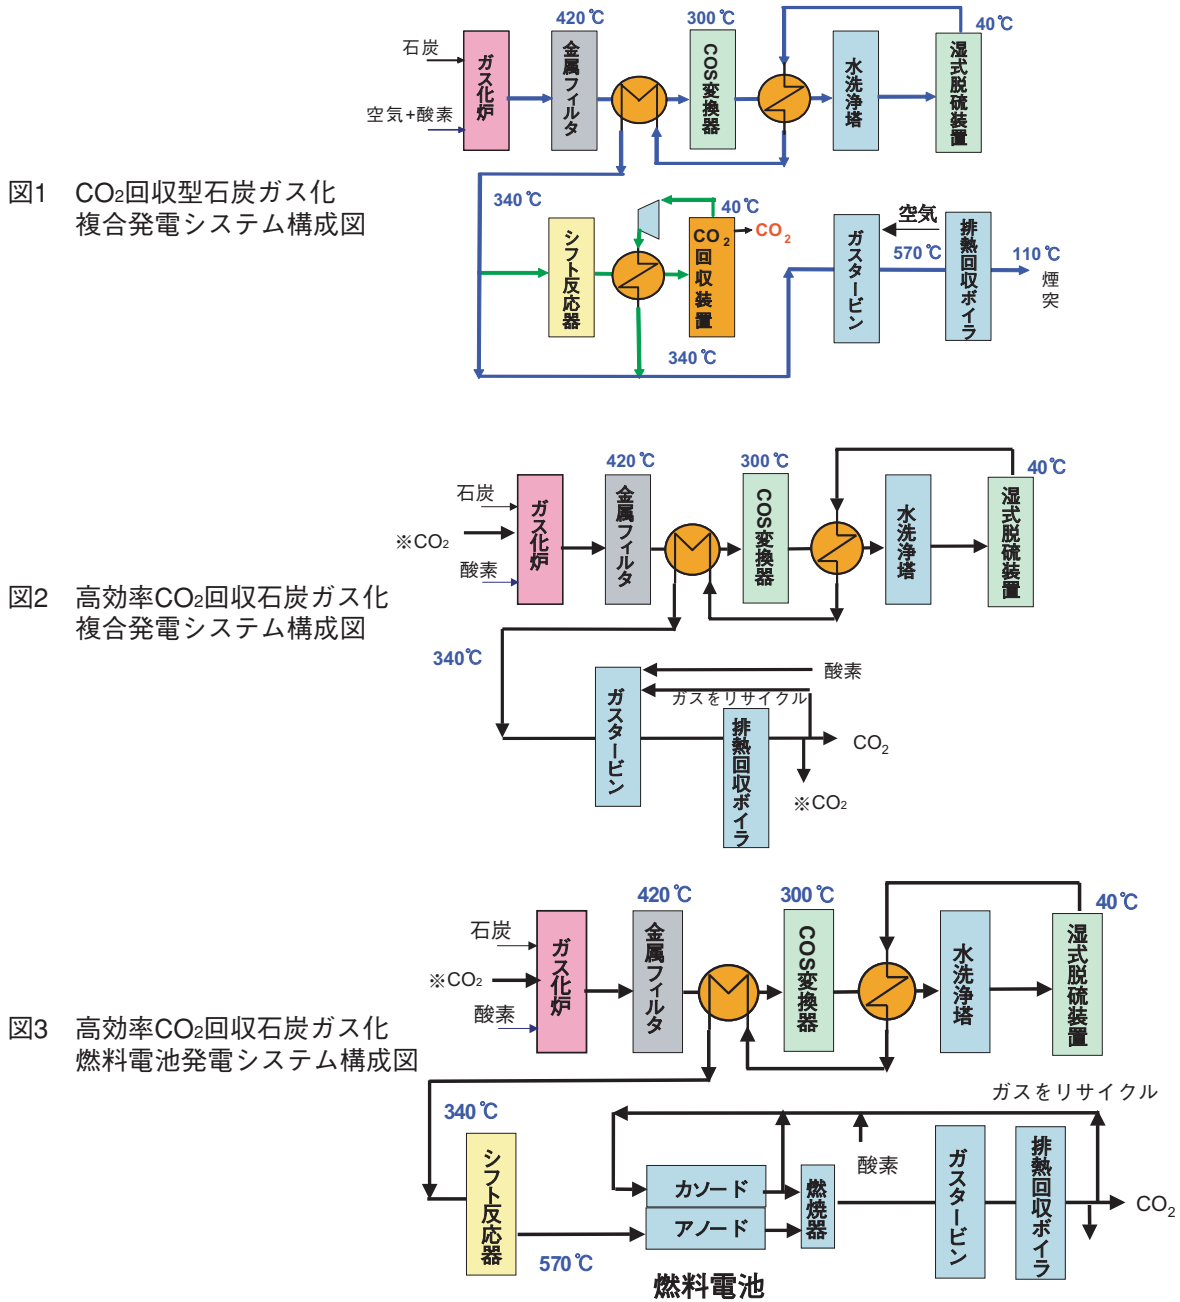 420℃
300℃
40℃
石炭
空気+酸素
ガス化炉
金属フィルタ
COS変換器
水洗浄塔
湿式脱硫装置
図1 CO₂回収型石炭ガス化
複合発電システム構成図
340℃
シフト反応器
40℃
CO₂回収装置
CO₂
340℃
ガスタービン
空気
570℃
排熱回収ボイラ
110℃
煙突
420℃
300℃
40℃
石炭
※CO₂
酸素
ガス化炉
金属フィルタ
COS変換器
水洗浄塔
湿式脱硫装置
図2 高効率CO₂回収石炭ガス化
複合発電システム構成図
340℃
酸素
ガスをリサイクル
ガスタービン
排熱回収ボイラ
CO₂
※CO₂
420℃
300℃
40℃
石炭
※CO₂
酸素
ガス化炉
金属フィルタ
COS変換器
水洗浄塔
湿式脱硫装置
図3 高効率CO₂回収石炭ガス化
燃料電池発電システム構成図
ガスをリサイクル
340℃
シフト反応器
570℃
カソード
アノード
燃料電池
燃焼器
酸素
ガスタービン
排熱回収ボイラ
CO₂